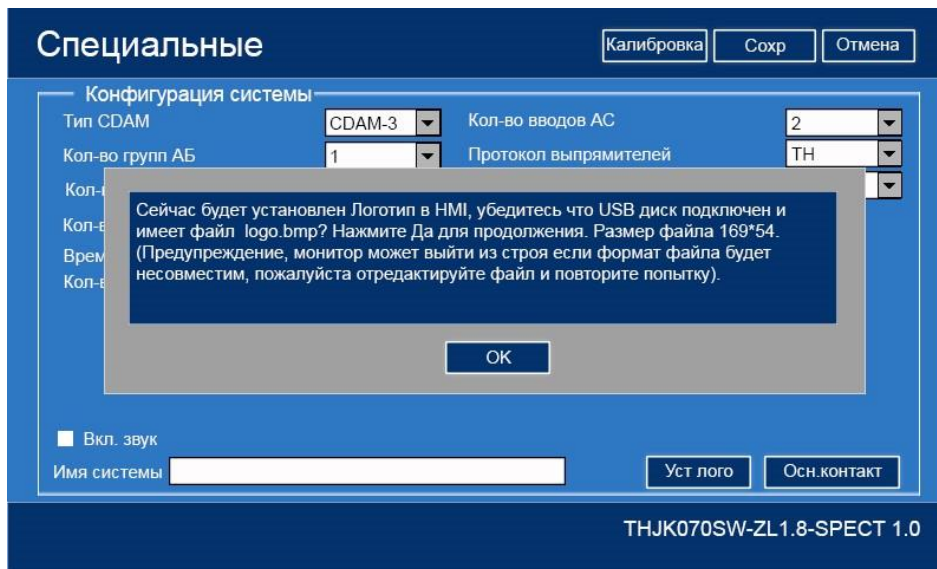 Специальные
Калибровка
Сохр
Отмена
Конфигурация системы
Тип CDAM
CDAM-3
Кол-во вводов AC
2
Кол-во групп АБ
1
Протокол выпрямителей
TH
Сейчас будет установлен Логотип в HMI, убедитесь что USB диск подключен и
имеет файл logo.bmp? Нажмите Да для продолжения. Размер файла 169*54.
(Предупреждение, монитор может выйти из строя если формат файла будет
несовместим, пожалуйста отредактируйте файл и повторите попытку).
OK
Вкл. звук
Имя системы
Уст лого
Осн.контакт
THJK070SW-ZL1.8-SPECT 1.0